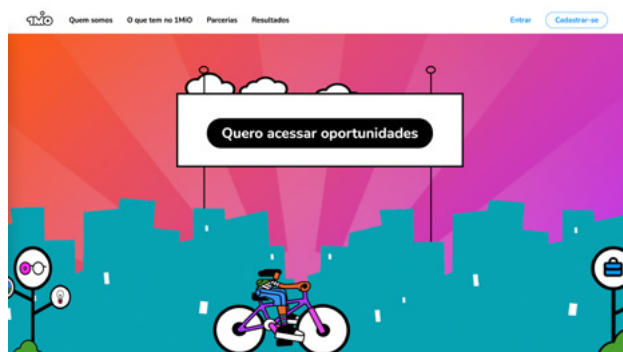 1MiO Quem somos O que tem no 1MiO Parcerias Resultados Entrar Cadastrar-se
Quero acessar oportunidades